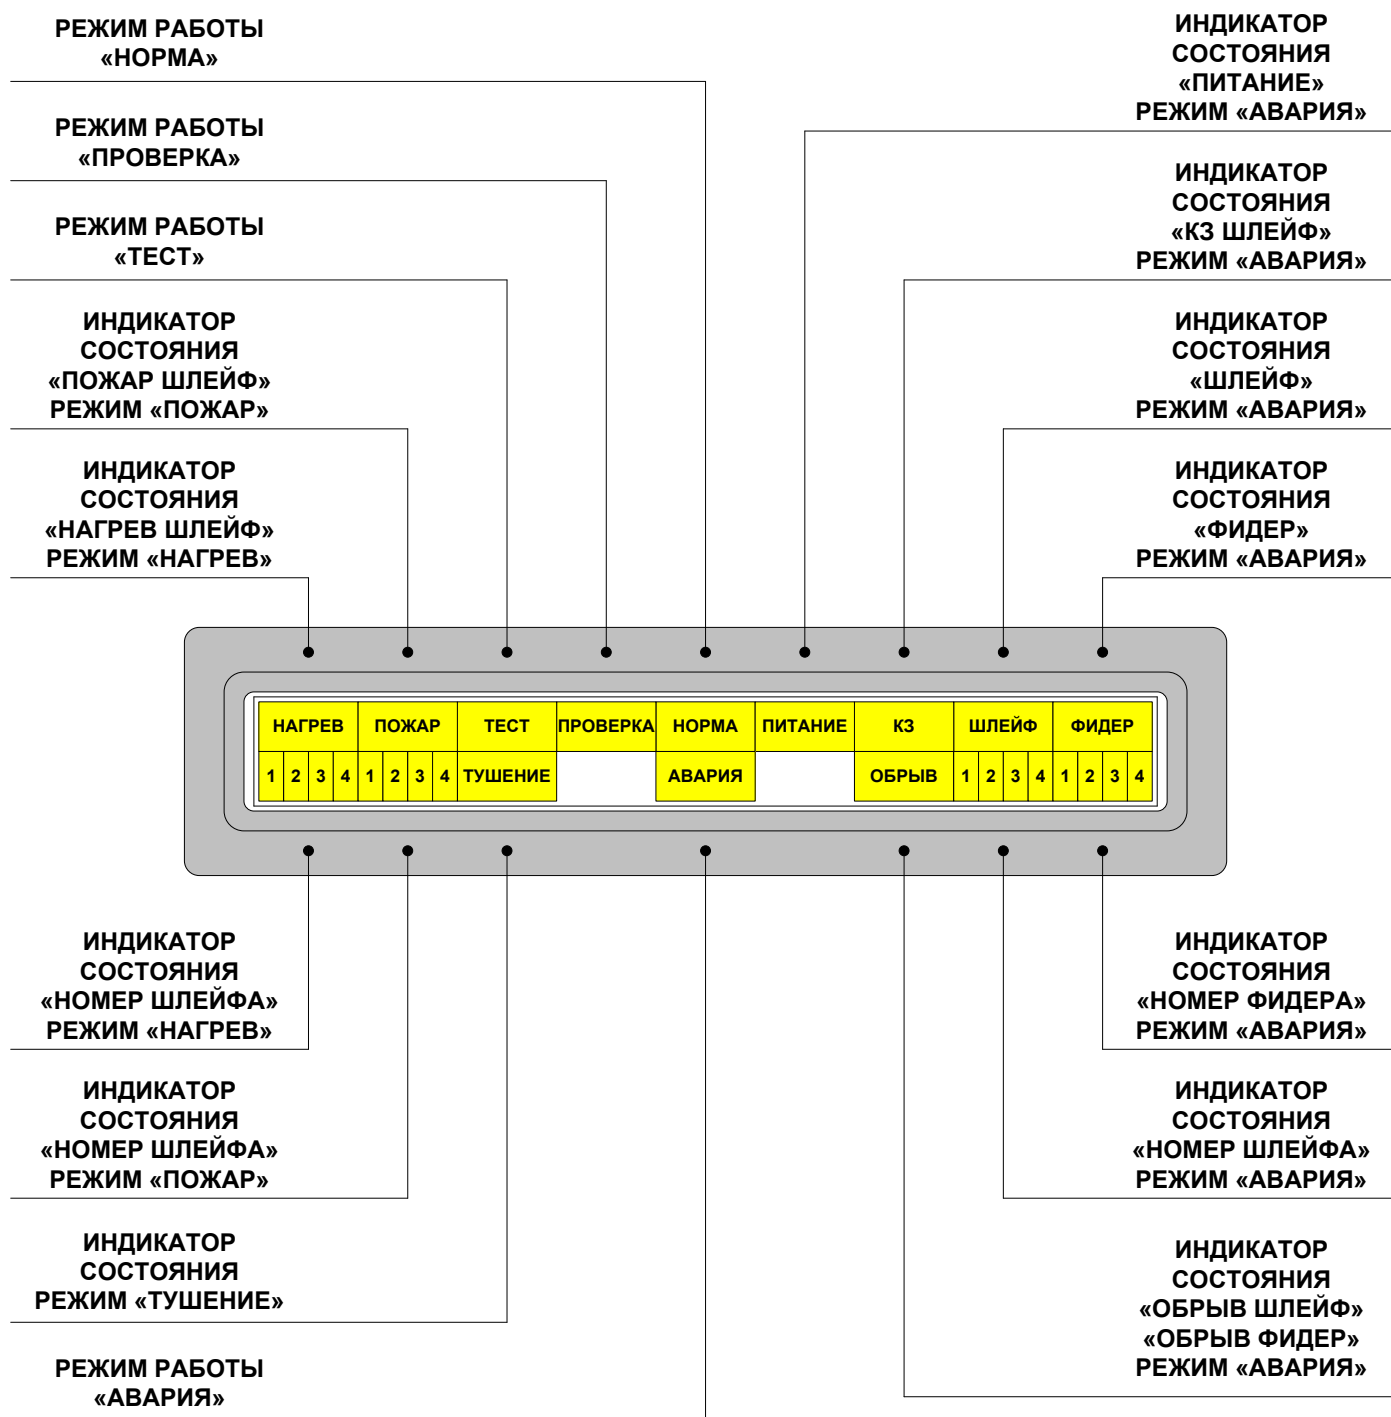 РЕЖИМ РАБОТЫ
«НОРМА»
РЕЖИМ РАБОТЫ
«ПРОВЕРКА»
РЕЖИМ РАБОТЫ
«ТЕСТ»
ИНДИКАТОР
СОСТОЯНИЯ
«ПОЖАР ШЛЕЙФ»
РЕЖИМ «ПОЖАР»
ИНДИКАТОР
СОСТОЯНИЯ
«НАГРЕВ ШЛЕЙФ»
РЕЖИМ «НАГРЕВ»
ИНДИКАТОР
СОСТОЯНИЯ
«ПИТАНИЕ»
РЕЖИМ «АВАРИЯ»
ИНДИКАТОР
СОСТОЯНИЯ
«КЗ ШЛЕЙФ»
РЕЖИМ «АВАРИЯ»
ИНДИКАТОР
СОСТОЯНИЯ
«ШЛЕЙФ»
РЕЖИМ «АВАРИЯ»
ИНДИКАТОР
СОСТОЯНИЯ
«ФИДЕР»
РЕЖИМ «АВАРИЯ»
НАГРЕВ ПОЖАР ТЕСТ ПРОВЕРКА НОРМА ПИТАНИЕ КЗ ШЛЕЙФ ФИДЕР
1 2 3 4 1 2 3 4 ТУШЕНИЕ АВАРИЯ ОБРЫВ 1 2 3 4 1 2 3 4
ИНДИКАТОР
СОСТОЯНИЯ
«НОМЕР ШЛЕЙФА»
РЕЖИМ «НАГРЕВ»
ИНДИКАТОР
СОСТОЯНИЯ
«НОМЕР ШЛЕЙФА»
РЕЖИМ «ПОЖАР»
ИНДИКАТОР
СОСТОЯНИЯ
РЕЖИМ «ТУШЕНИЕ»
РЕЖИМ РАБОТЫ
«АВАРИЯ»
ИНДИКАТОР
СОСТОЯНИЯ
«НОМЕР ФИДЕРА»
РЕЖИМ «АВАРИЯ»
ИНДИКАТОР
СОСТОЯНИЯ
«НОМЕР ШЛЕЙФА»
РЕЖИМ «АВАРИЯ»
ИНДИКАТОР
СОСТОЯНИЯ
«ОБРЫВ ШЛЕЙФ»
«ОБРЫВ ФИДЕР»
РЕЖИМ «АВАРИЯ»